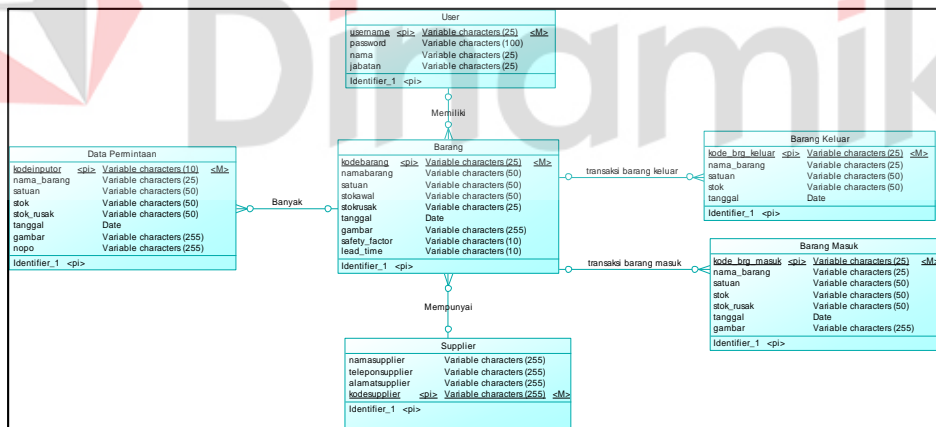 Dinamik
User
username <pi> Variable characters (25) <M>
password Variable characters (100)
nama Variable characters (25)
jabatan Variable characters (25)
Identifier_1 <pi>
Memiliki
Data Permintaan
kodeinputor <pi> Variable characters (10) <M>
nama_barang Variable characters (25)
satuan Variable characters (50)
stok Variable characters (50)
stok_rusak Variable characters (50)
tanggal Date
gambar Variable characters (255)
nopo Variable characters (255)
Identifier_1 <pi>
Banyak
Barang
kodebarang <pi> Variable characters (25) <M>
namabarang Variable characters (50)
satuan Variable characters (50)
stokawal Variable characters (50)
stokrusak Variable characters (25)
tanggal Date
gambar Variable characters (255)
safety_factor Variable characters (10)
lead_time Variable characters (10)
Identifier_1 <pi>
transaksi barang keluar
Barang Keluar
kode_brg_keluar <pi> Variable characters (25) <M>
nama_barang Variable characters (25)
satuan Variable characters (50)
stok Variable characters (50)
tanggal Date
Identifier_1 <pi>
transaksi barang masuk
Barang Masuk
kode_brg_masuk <pi> Variable characters (25) <M>
nama_barang Variable characters (25)
satuan Variable characters (50)
stok Variable characters (50)
stok_rusak Variable characters (50)
tanggal Date
gambar Variable characters (255)
Identifier_1 <pi>
Mempunyai
Supplier
namasupplier Variable characters (255)
teleponsupplier Variable characters (255)
alamatsupplier Variable characters (255)
kodesupplier <pi> Variable characters (255) <M>
Identifier_1 <pi>